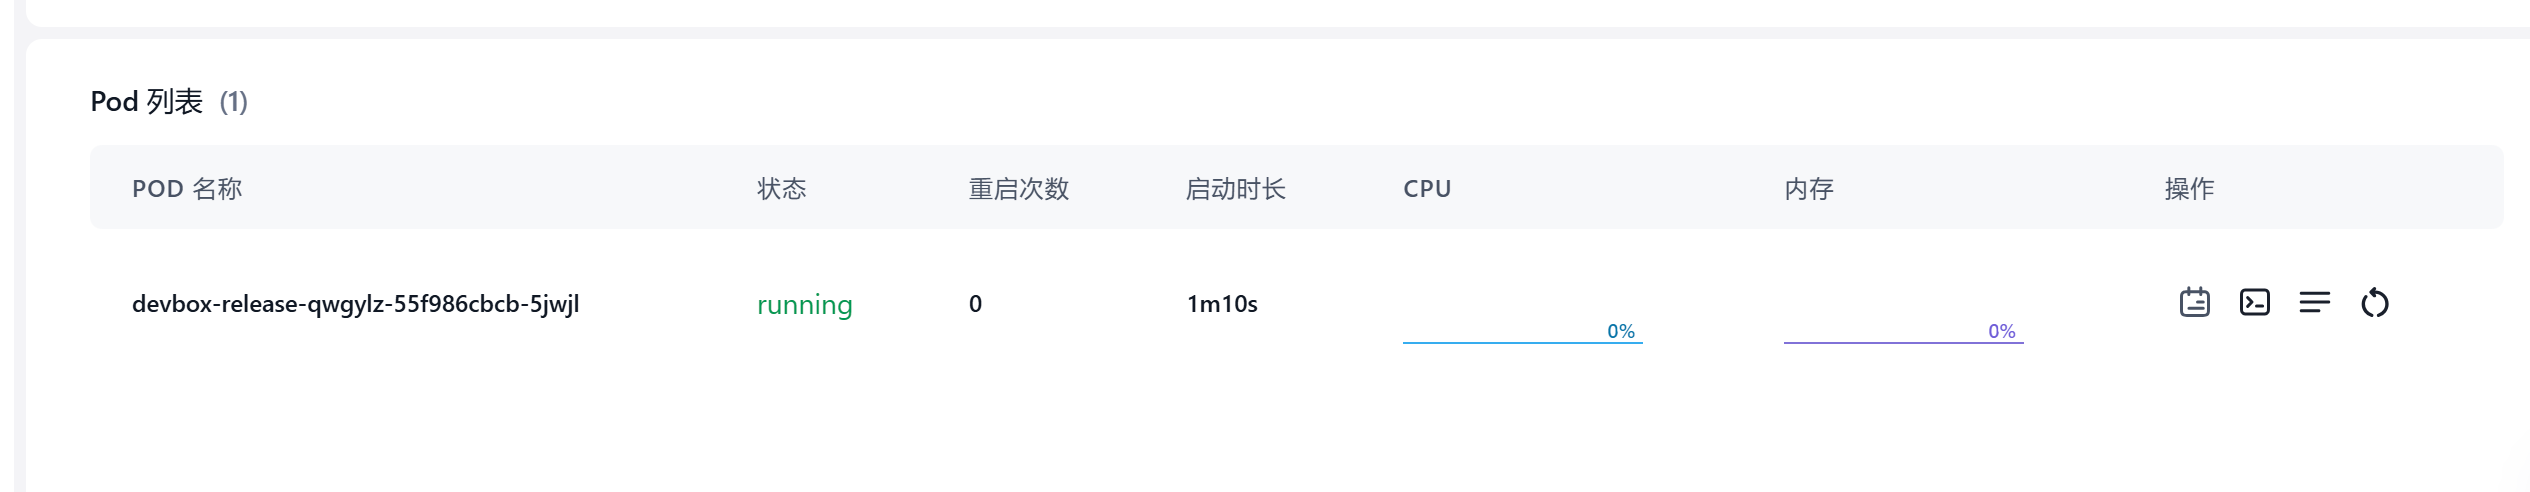 Pod 列表 (1)
POD 名称 状态 重启次数 启动时长 CPU 内存 操作
devbox-release-qwgylz-55f986cbcb-5jwjl running 0 1m10s 0% 0%